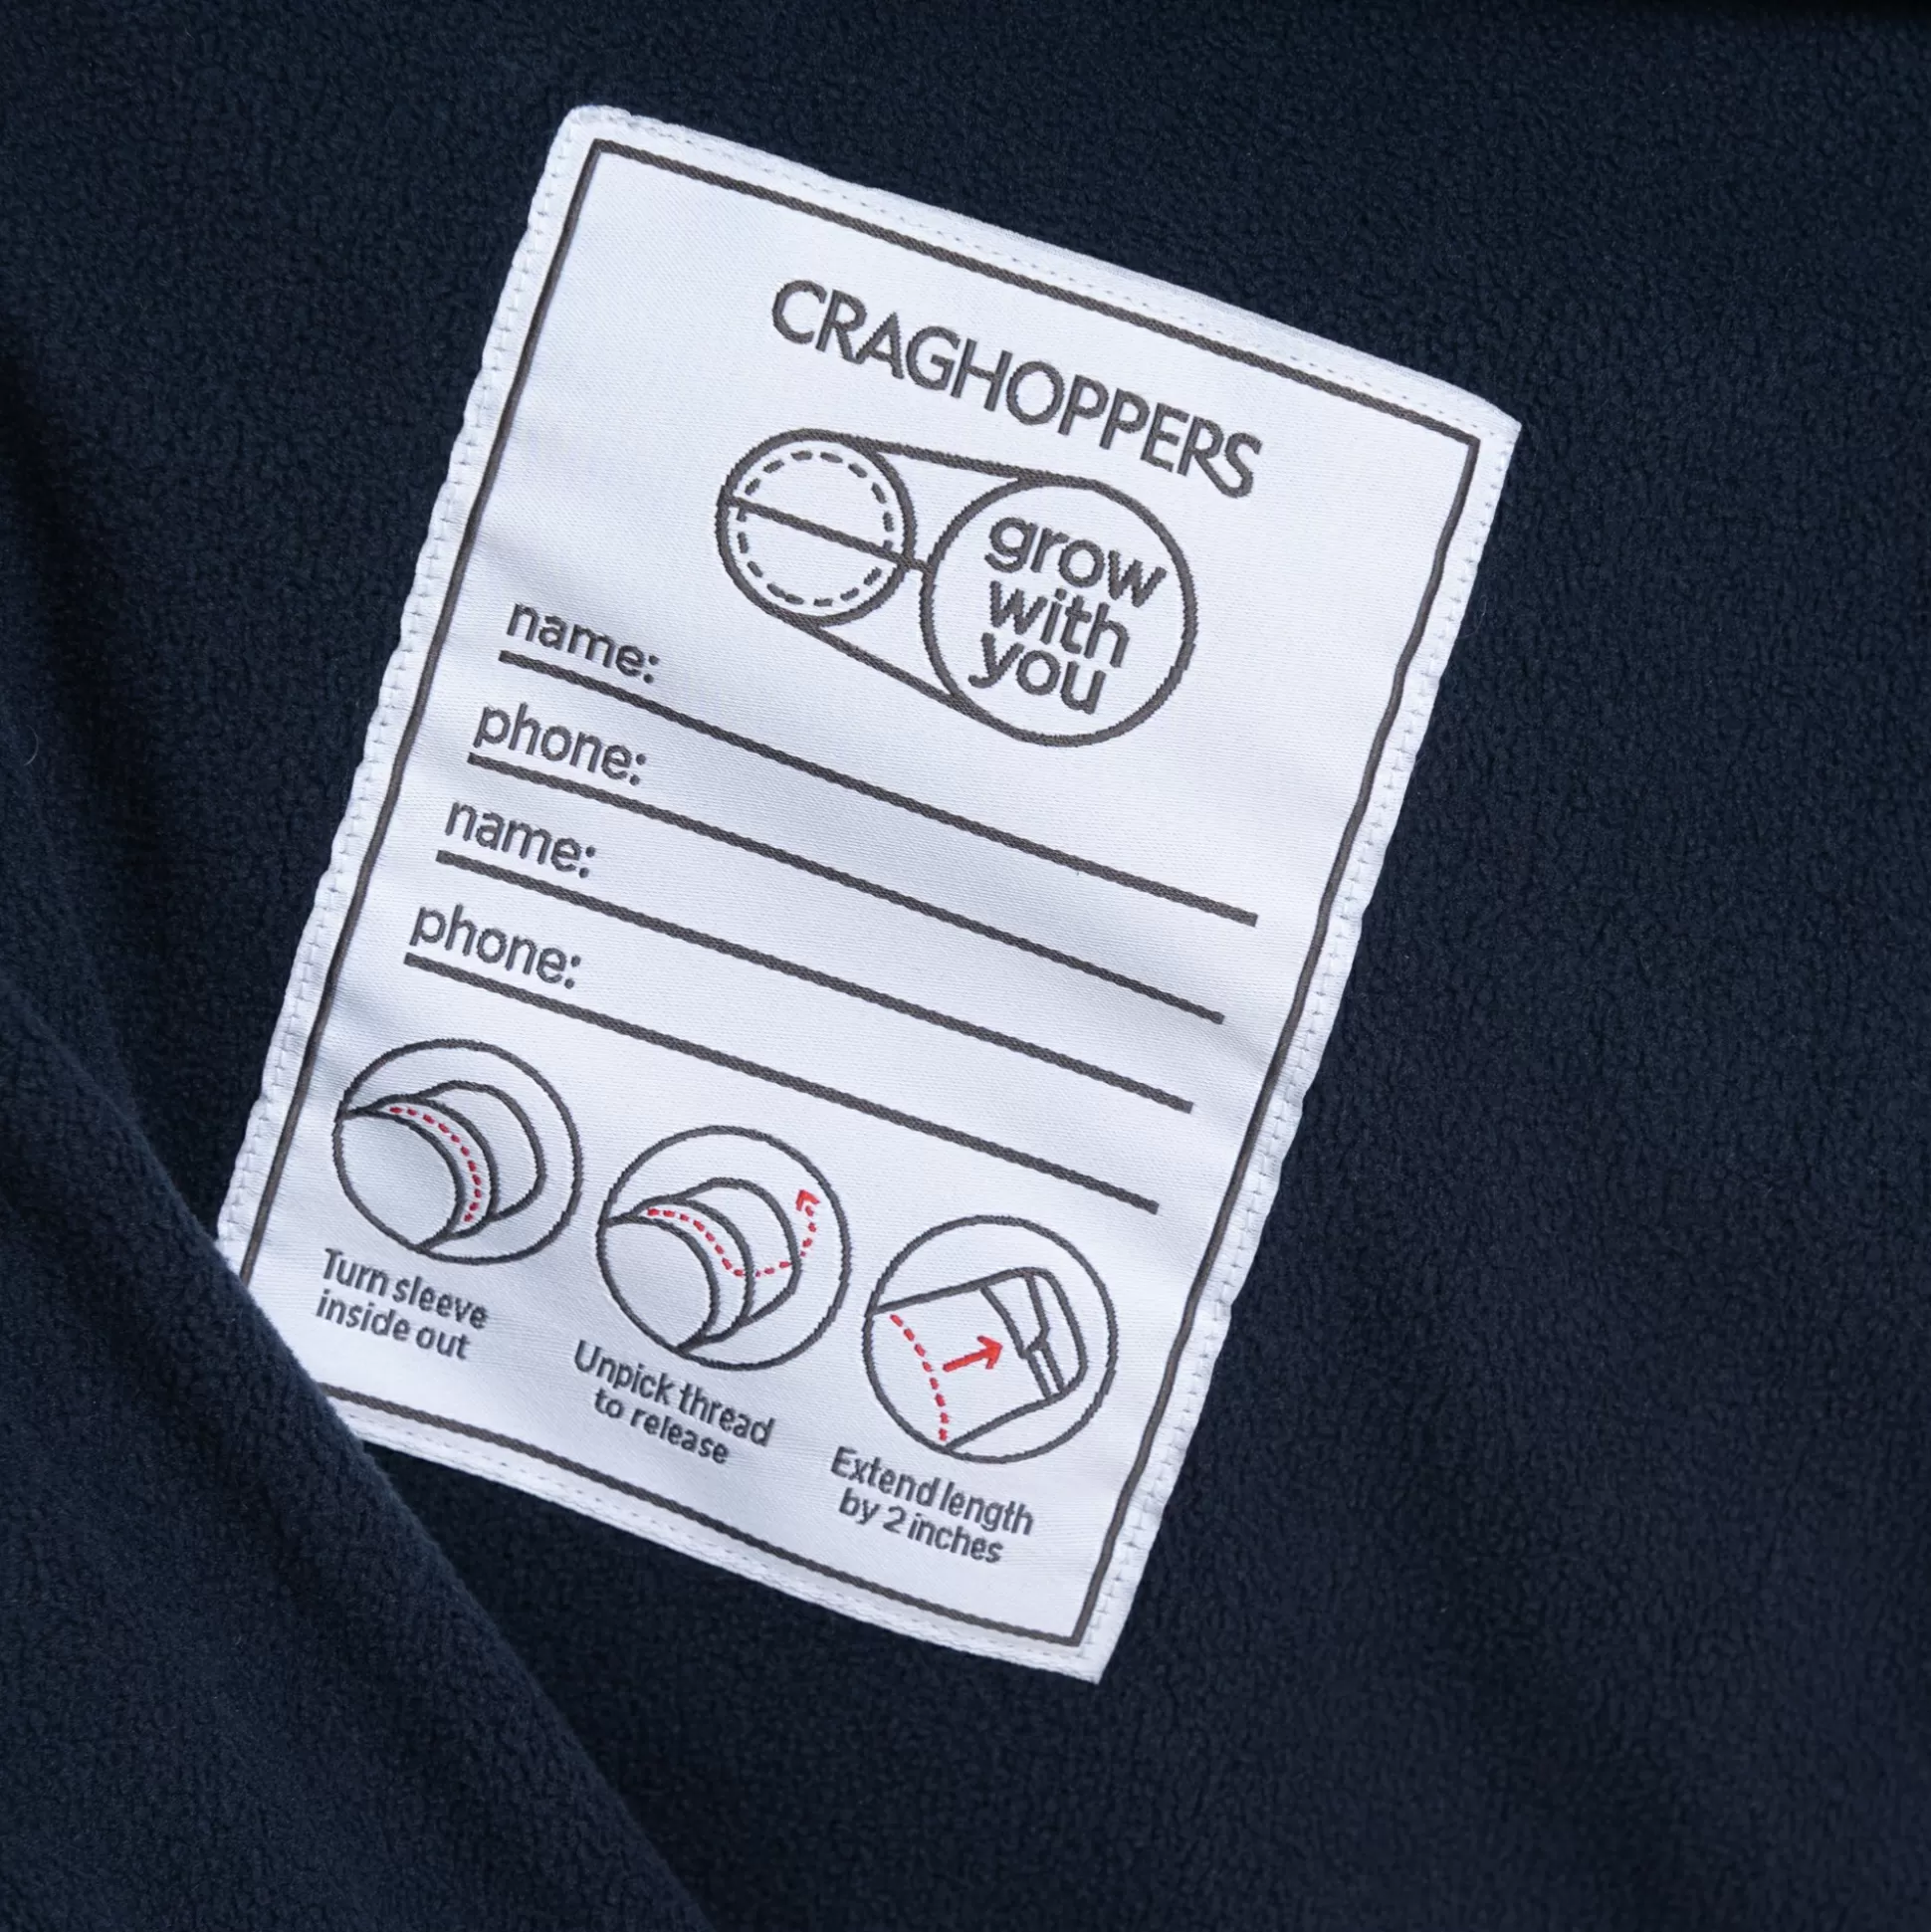 CRAGHOPPERS
grow
with
you
name:
phone:
name:
phone:
Turn sleeve
inside out
Unpick thread
to release
Extend length
by 2 inches